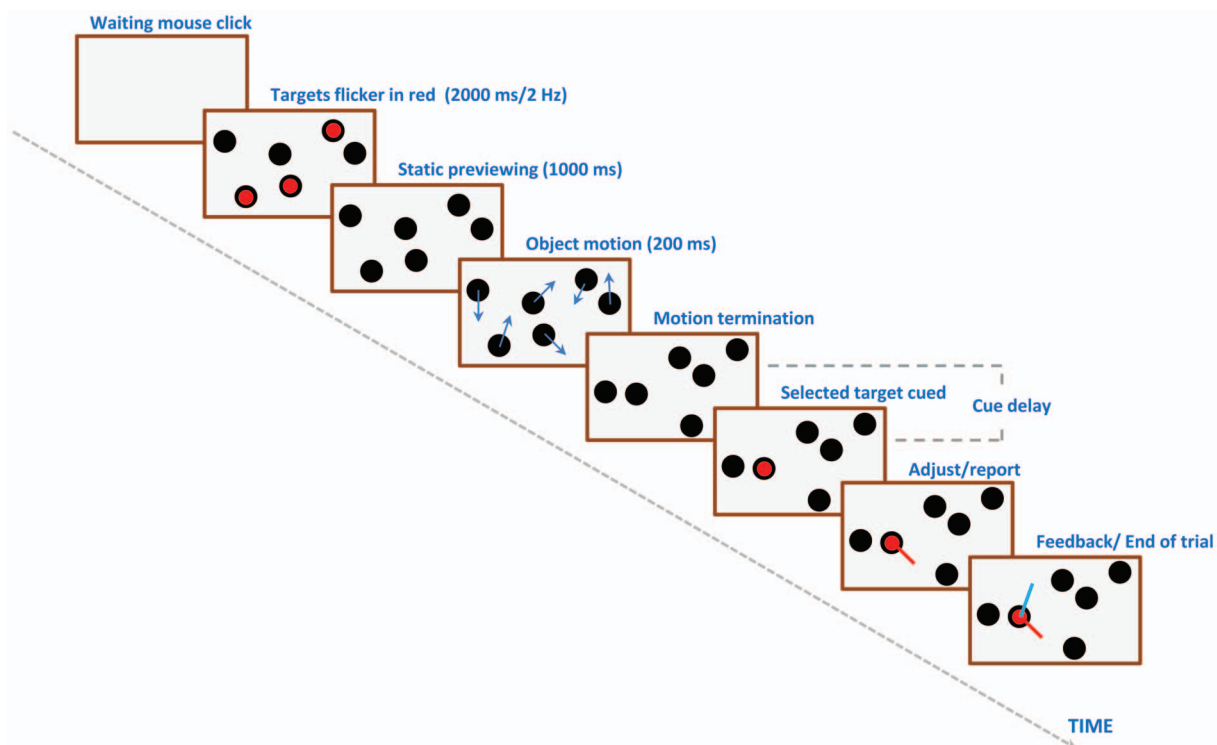 Waiting mouse click
Targets flicker in red (2000 ms/2 Hz)
Static previewing (1000 ms)
Object motion (200 ms)
Motion termination
Selected target cued
Cue delay
Adjust/report
Feedback/ End of trial
TIME